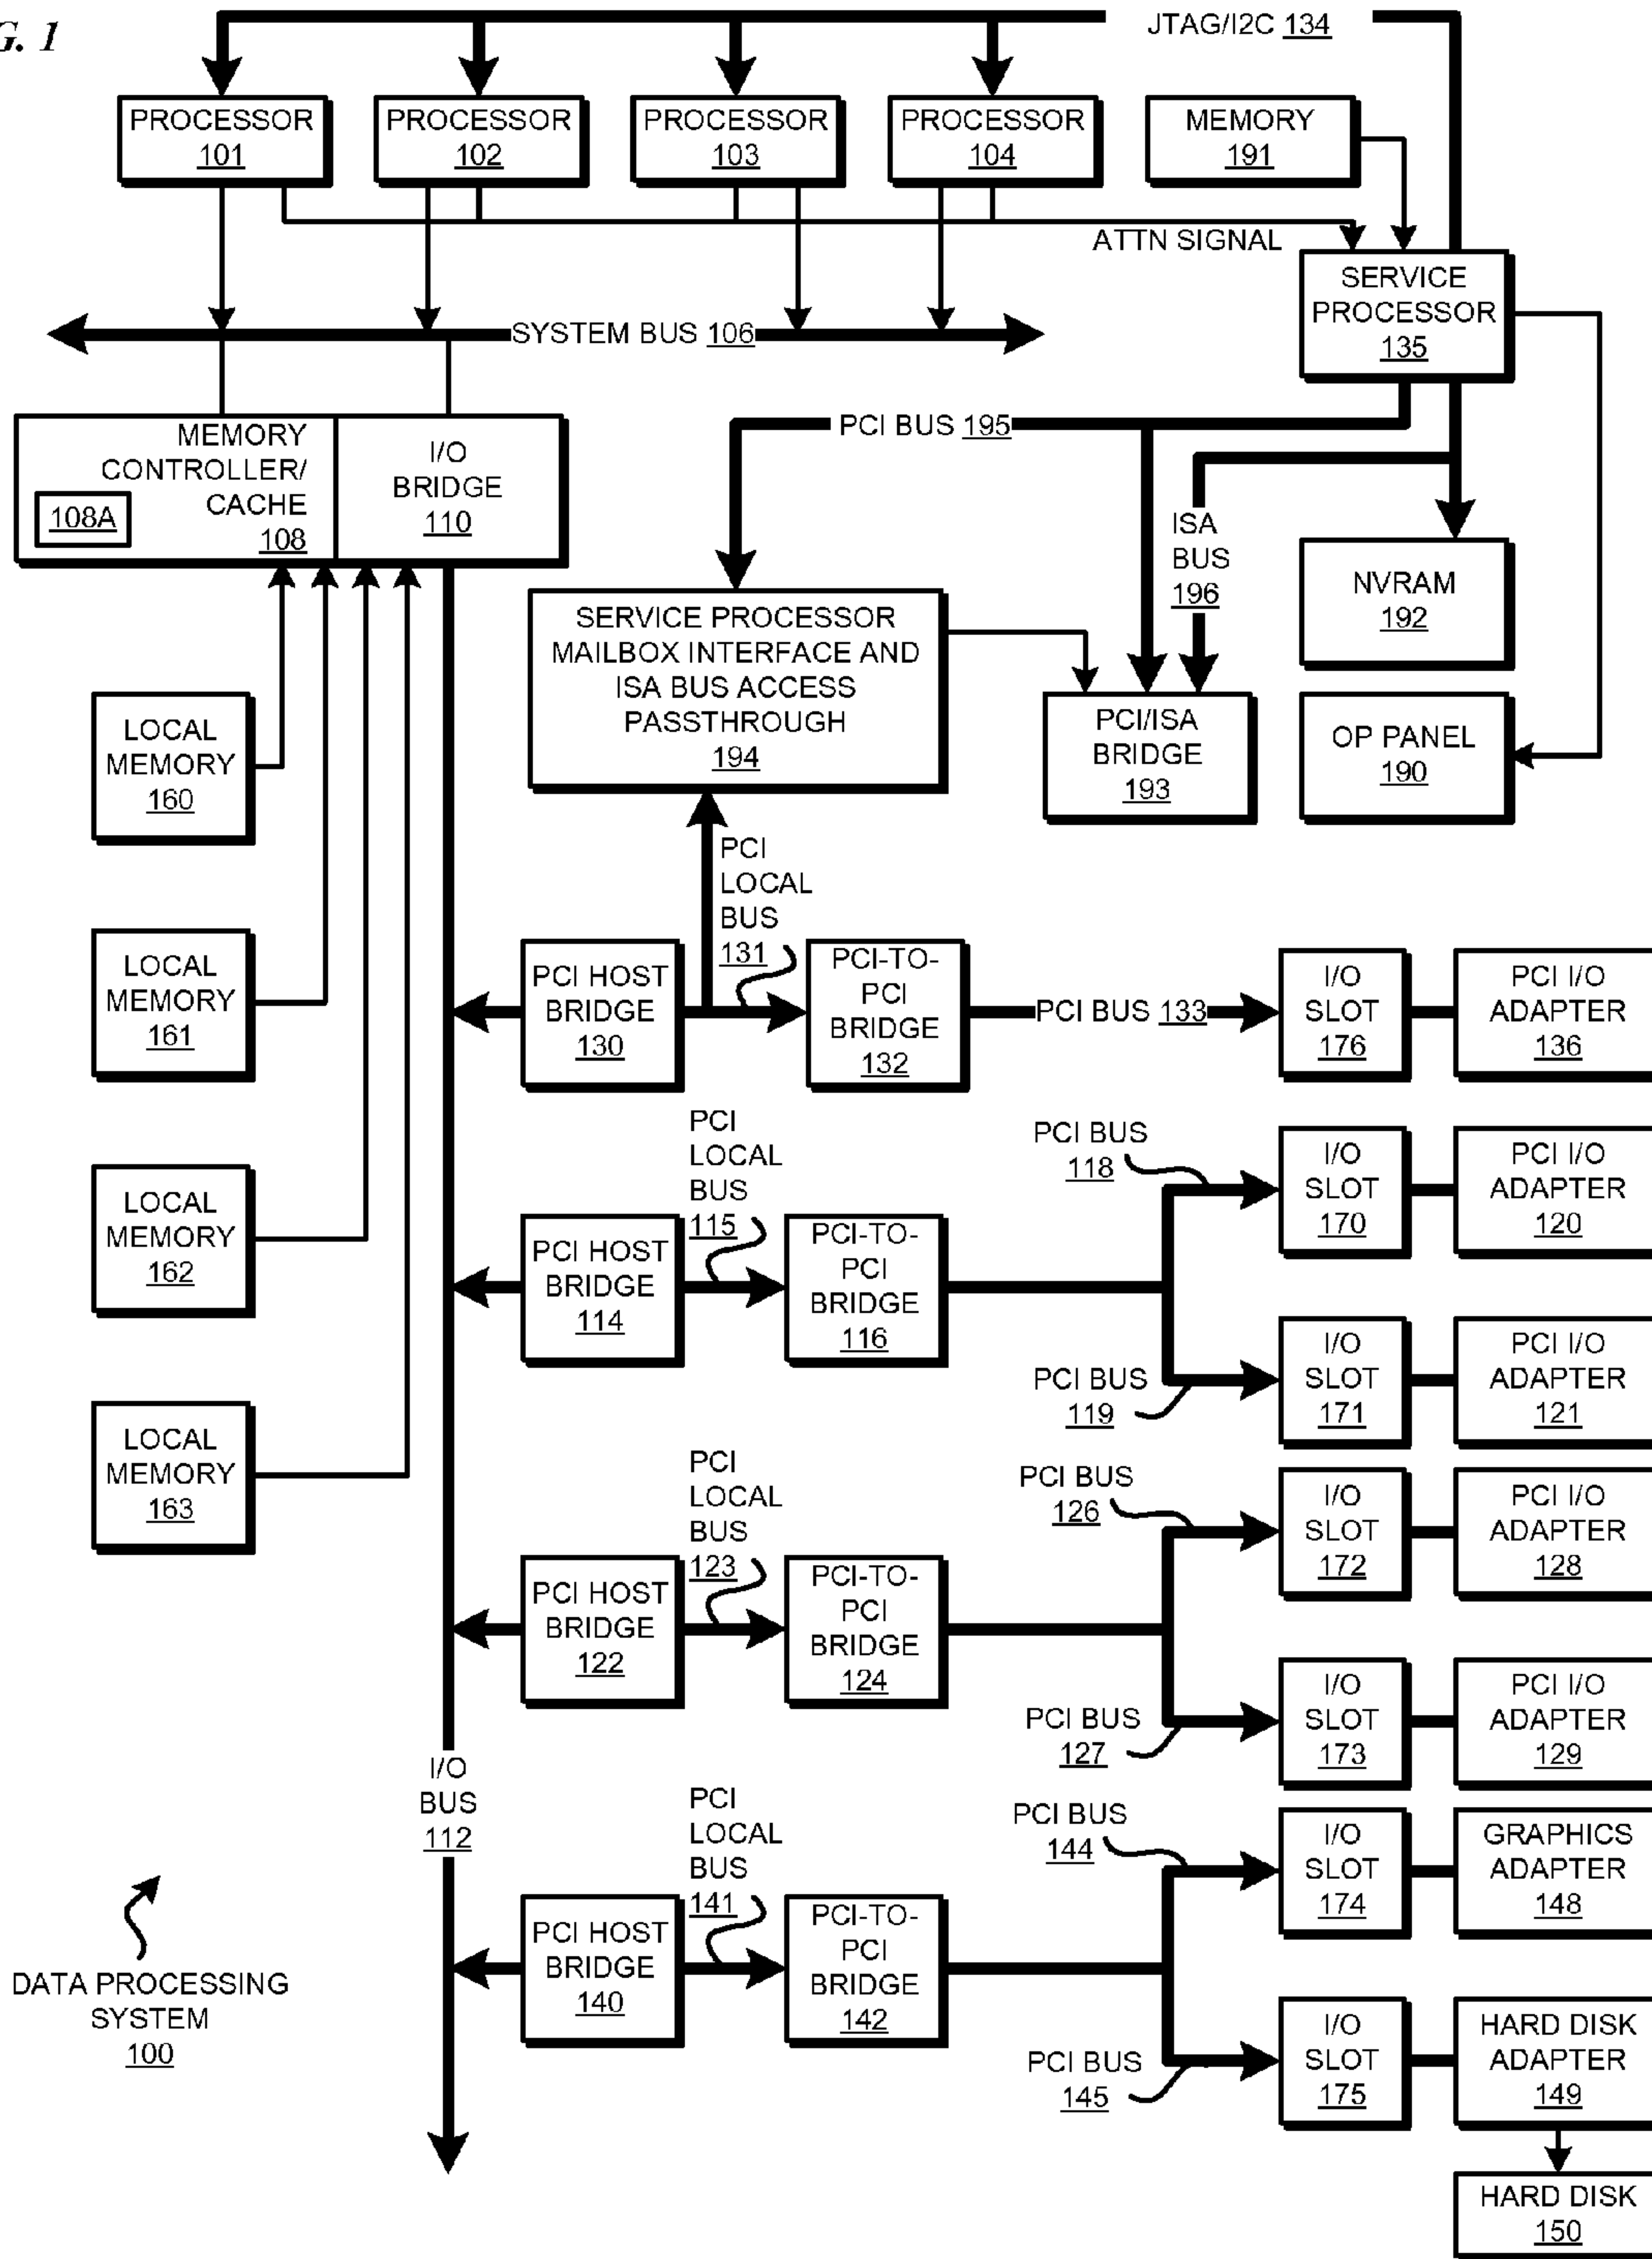 G. 1
JTAG/I2C 134
PROCESSOR
101
PROCESSOR
102
PROCESSOR
103
PROCESSOR
104
MEMORY
191
ATTN SIGNAL
SERVICE
PROCESSOR
135
SYSTEM BUS 106
MEMORY
CONTROLLER/
CACHE
108
108A
I/O
BRIDGE
110
PCI BUS 195
ISA
BUS
196
NVRAM
192
SERVICE PROCESSOR
MAILBOX INTERFACE AND
ISA BUS ACCESS
PASSTHROUGH
194
PCI/ISA
BRIDGE
193
OP PANEL
190
LOCAL
MEMORY
160
LOCAL
MEMORY
161
LOCAL
MEMORY
162
LOCAL
MEMORY
163
PCI
LOCAL
BUS
131
PCI HOST
BRIDGE
130
PCI-TO-
PCI
BRIDGE
132
PCI BUS 133
I/O
SLOT
176
PCI I/O
ADAPTER
136
PCI
LOCAL
BUS
115
PCI HOST
BRIDGE
114
PCI-TO-
PCI
BRIDGE
116
PCI BUS
118
I/O
SLOT
170
PCI I/O
ADAPTER
120
PCI BUS
119
I/O
SLOT
171
PCI I/O
ADAPTER
121
PCI
LOCAL
BUS
123
PCI HOST
BRIDGE
122
PCI-TO-
PCI
BRIDGE
124
PCI BUS
126
I/O
SLOT
172
PCI I/O
ADAPTER
128
PCI BUS
127
I/O
SLOT
173
PCI I/O
ADAPTER
129
I/O
BUS
112
PCI
LOCAL
BUS
141
PCI HOST
BRIDGE
140
PCI-TO-
PCI
BRIDGE
142
PCI BUS
144
I/O
SLOT
174
GRAPHICS
ADAPTER
148
PCI BUS
145
I/O
SLOT
175
HARD DISK
ADAPTER
149
HARD DISK
150
DATA PROCESSING
SYSTEM
100